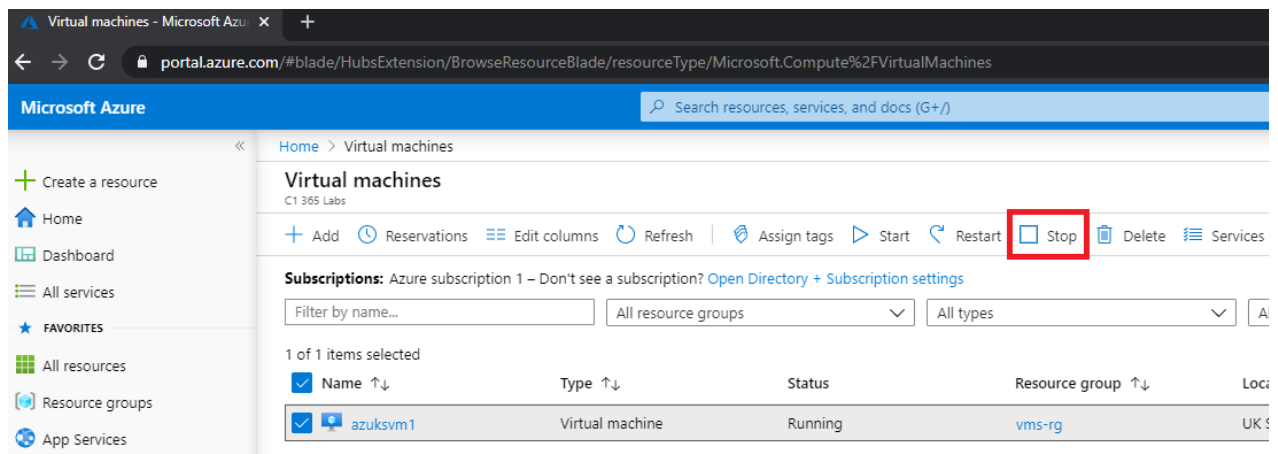 Virtual machines - Microsoft Azu
portal.azure.com/#blade/HubsExtension/BrowseResourceBlade/resourceType/Microsoft.Compute%2FVirtualMachines
Microsoft Azure
Search resources, services, and docs (G+/)
Create a resource
Home
Dashboard
All services
FAVORITES
All resources
Resource groups
App Services
Home > Virtual machines
Virtual machines
C1 365 Labs
Add Reservations Edit columns Refresh Assign tags Start Restart Stop Delete Services
Subscriptions: Azure subscription 1 – Don't see a subscription? Open Directory + Subscription settings
Filter by name... All resource groups All types
1 of 1 items selected
Name Type Status Resource group Loca
azuksvm1 Virtual machine Running vms-rg UK